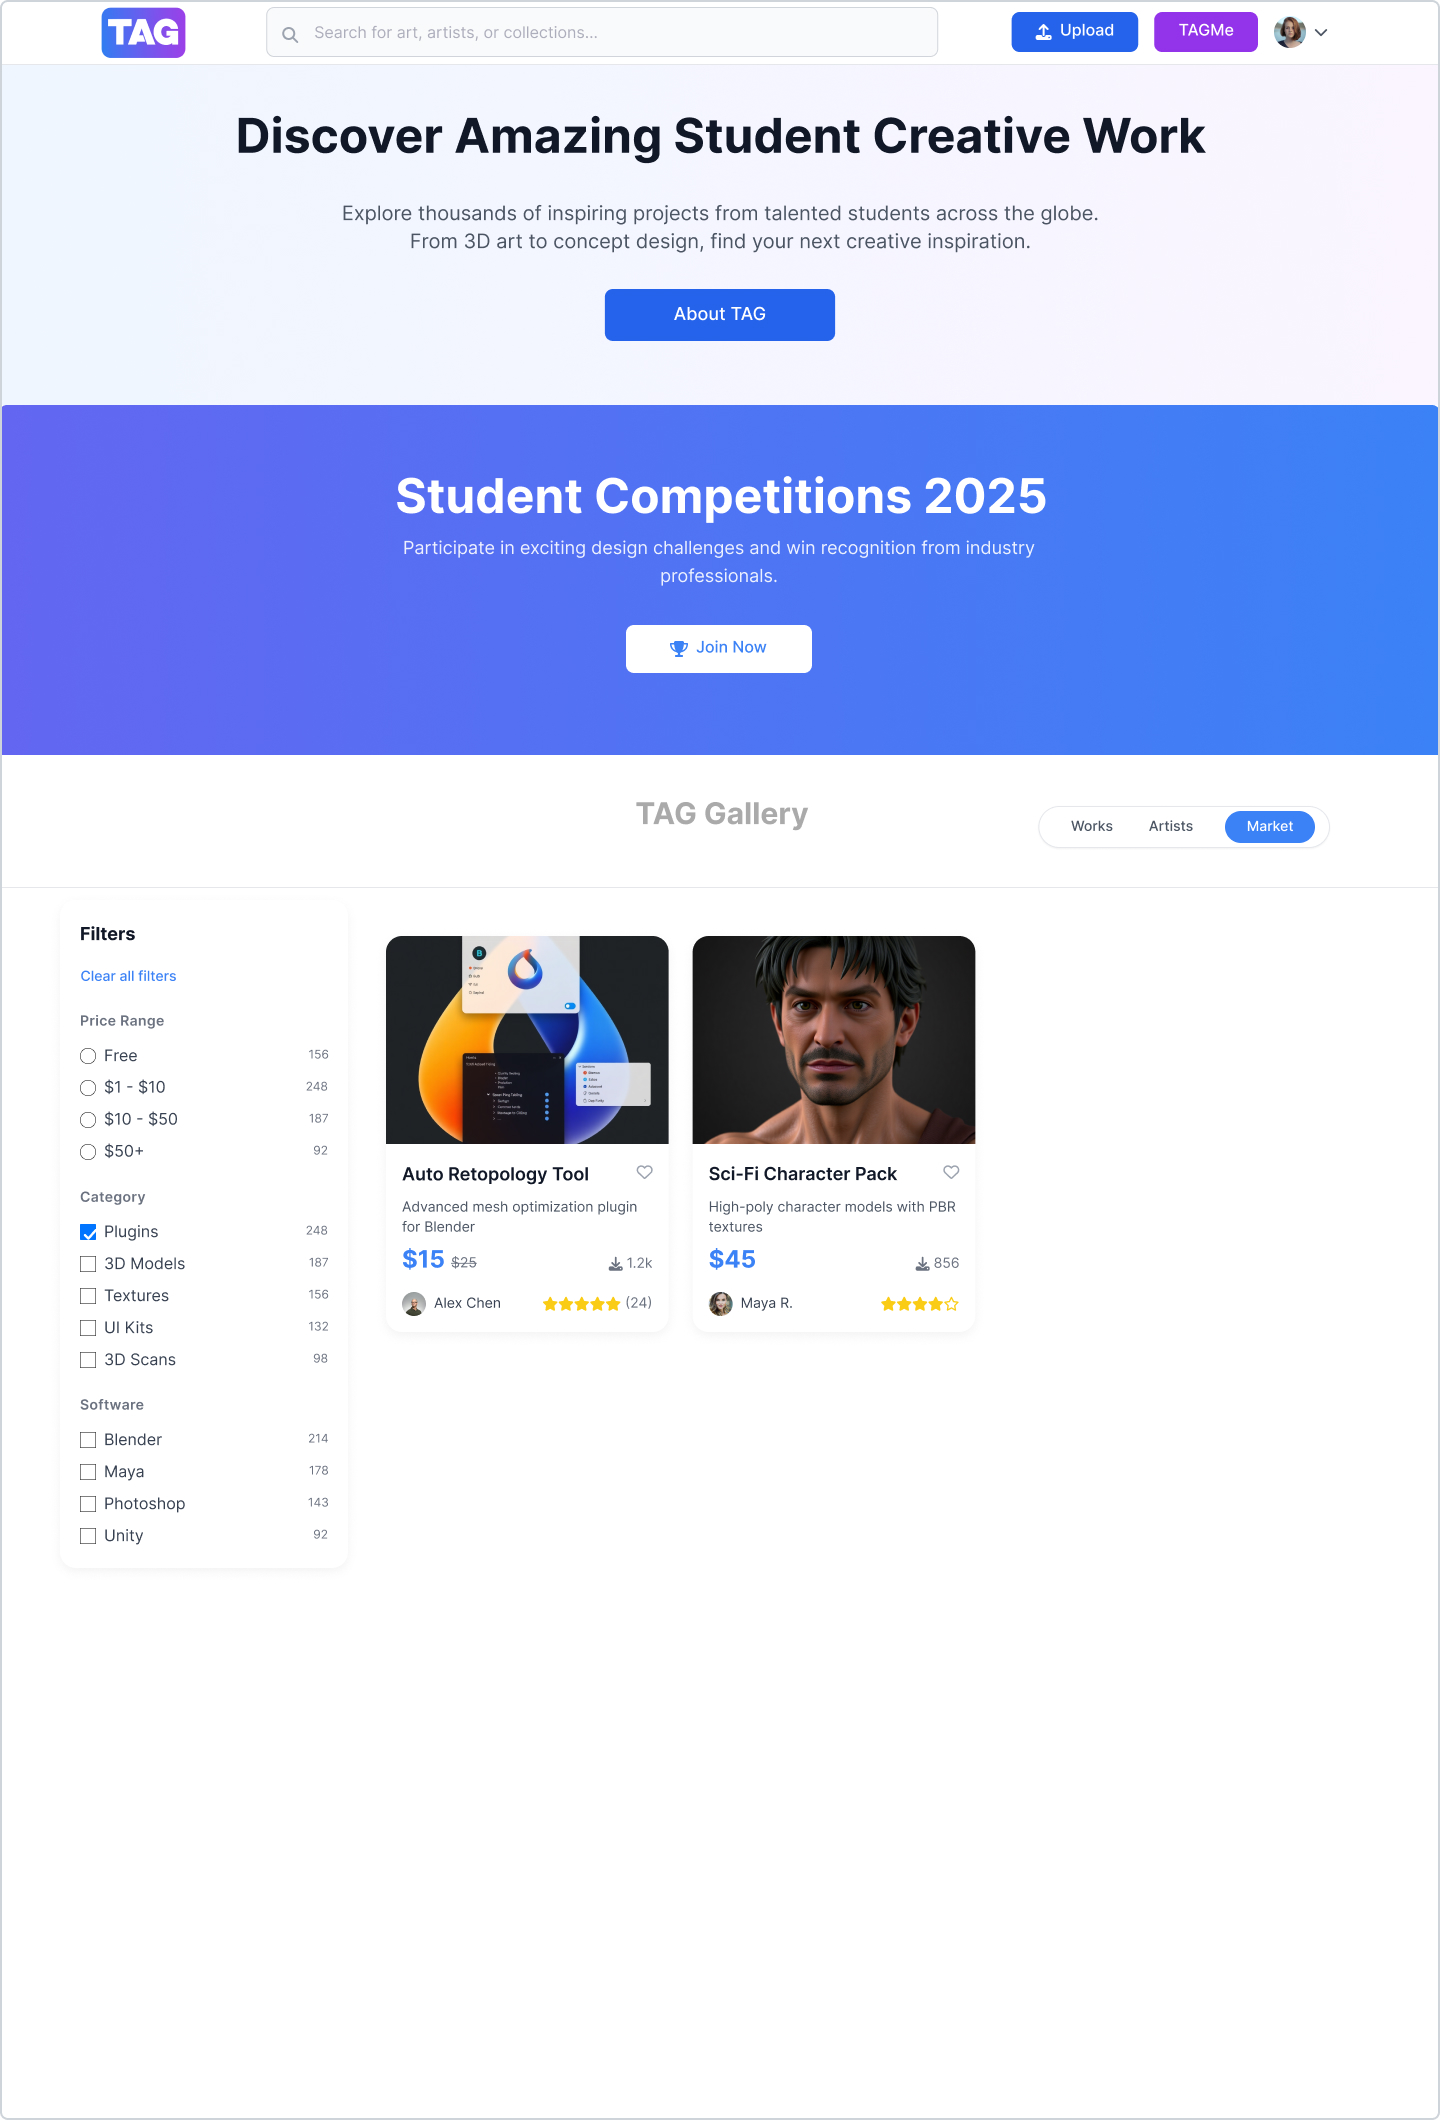 TAG
Search for art, artists, or collections...
Upload
TAGMe
Discover Amazing Student Creative Work
Explore thousands of inspiring projects from talented students across the globe.
From 3D art to concept design, find your next creative inspiration.
About TAG
Student Competitions 2025
Participate in exciting design challenges and win recognition from industry
professionals.
Join Now
TAG Gallery
Works
Artists
Market
Filters
Clear all filters
Price Range
Free 156
$1 - $10 248
$10 - $50 187
$50+ 92
Category
Plugins 248
3D Models 187
Textures 156
UI Kits 132
3D Scans 98
Software
Blender 214
Maya 178
Photoshop 143
Unity 92
B
Auto Retopology Tool
Advanced mesh optimization plugin
for Blender
$15 $25 1.2k
Alex Chen (24)
Sci-Fi Character Pack
High-poly character models with PBR
textures
$45 856
Maya R.